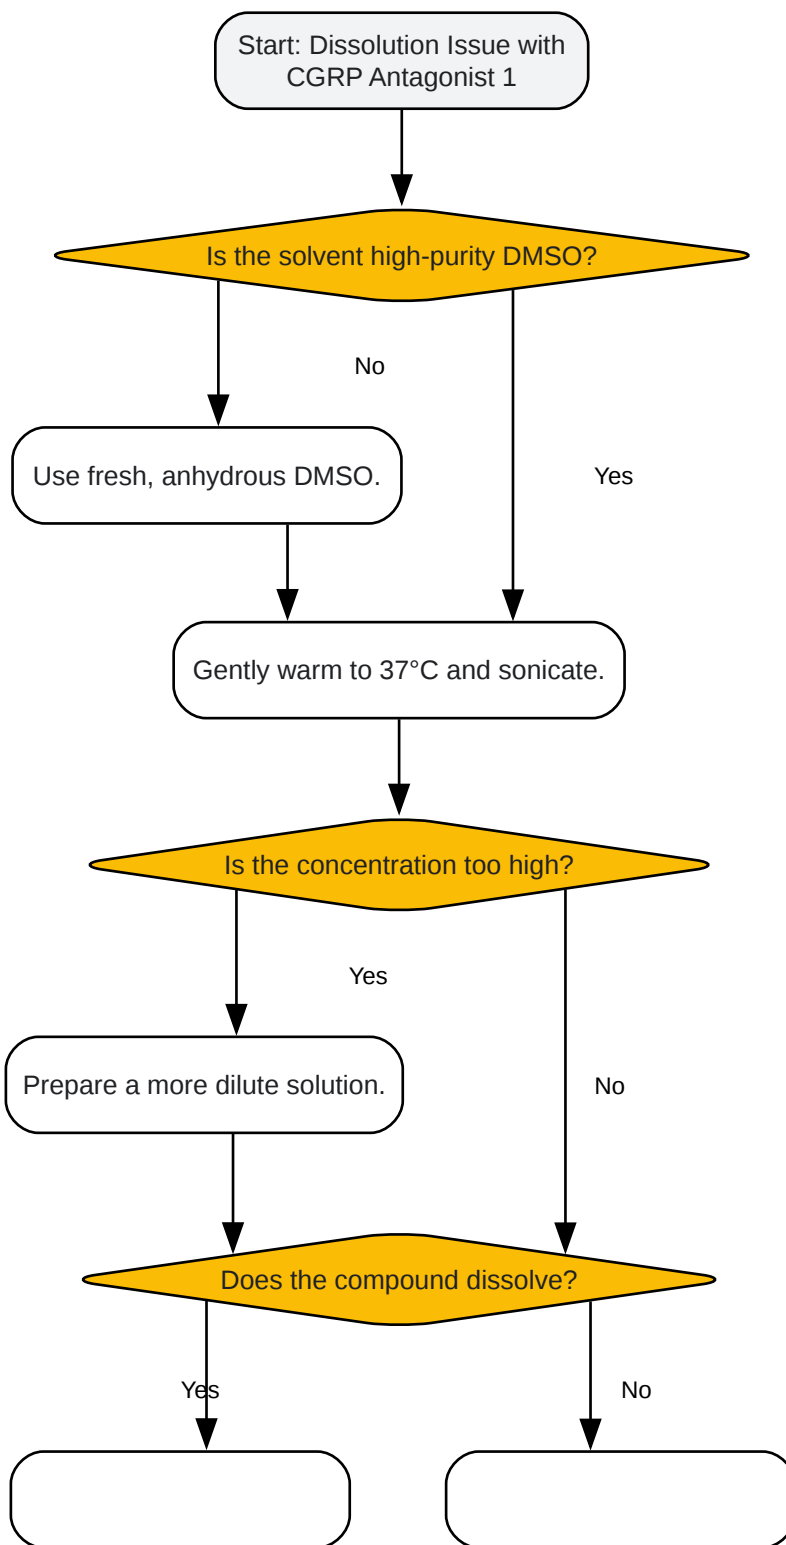 Start: Dissolution Issue with
CGRP Antagonist 1
Is the solvent high-purity DMSO?
No
Use fresh, anhydrous DMSO.
Yes
Gently warm to 37°C and sonicate.
Is the concentration too high?
Yes
Prepare a more dilute solution.
No
Does the compound dissolve?
Yes
No